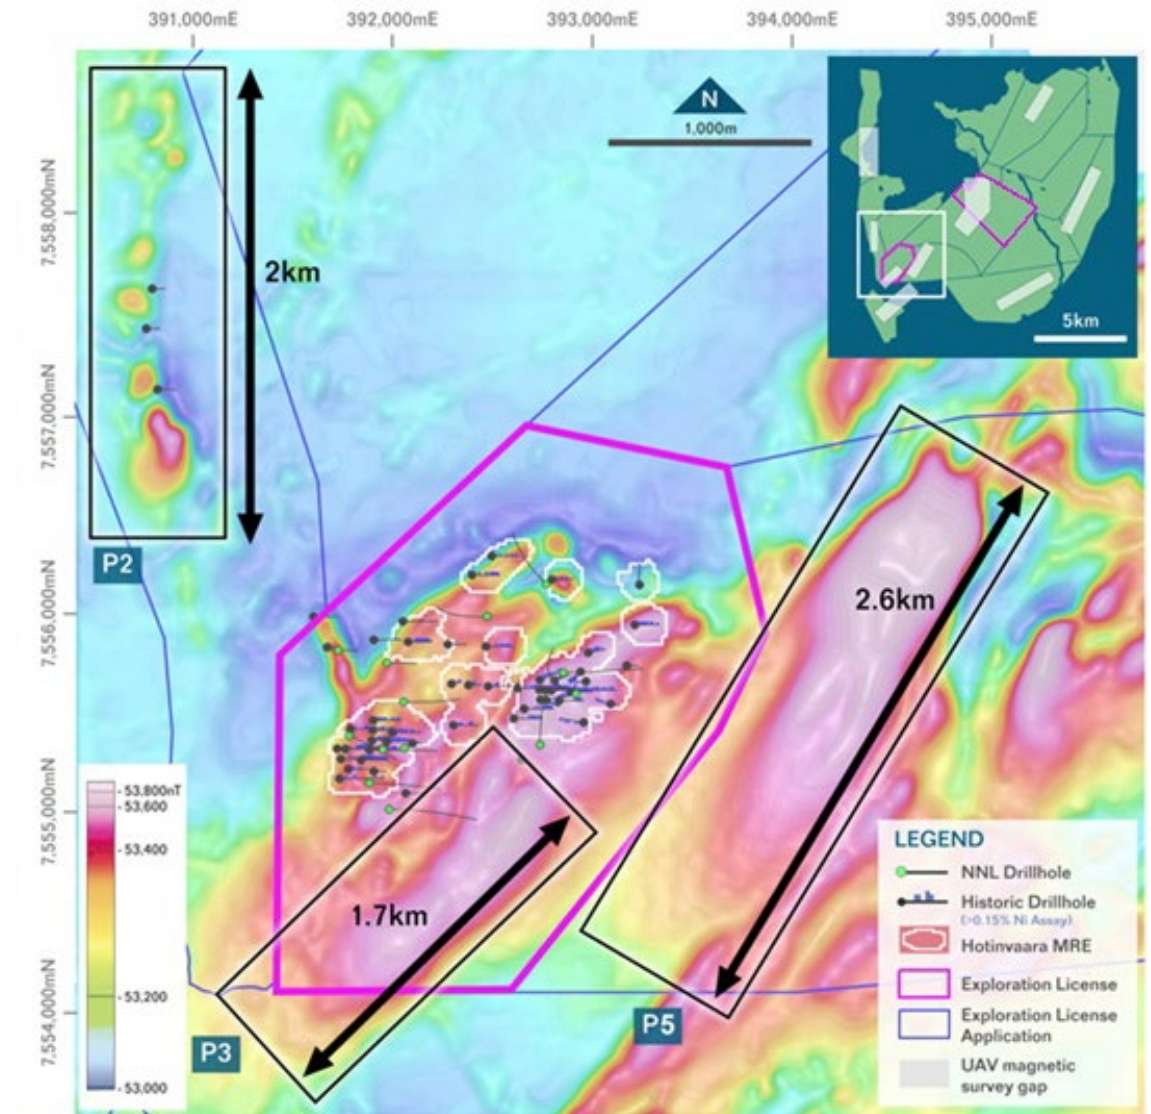 391,000mE
392,000mE
393,000mE
394,000mE
395,000mE
7,558,000mN
7,557,000mN
7,556,000mN
7,555,000mN
7,554,000mN
N
1,000m
5km
2km
P2
2.6km
1.7km
P3
P5
53,800nT
53,600
53,400
53,200
53,000
LEGEND
NNL Drillhole
Historic Drillhole
(>0.15% Ni Assay)
Hotinvaara MRE
Exploration License
Exploration License
Application
UAV magnetic
survey gap